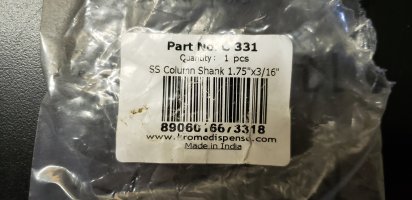 Part No. C 331
Quantity: 1 pcs
SS Column Shank 1.75"x3/16"
8906016673318
www.kromedispense.com
Made in India